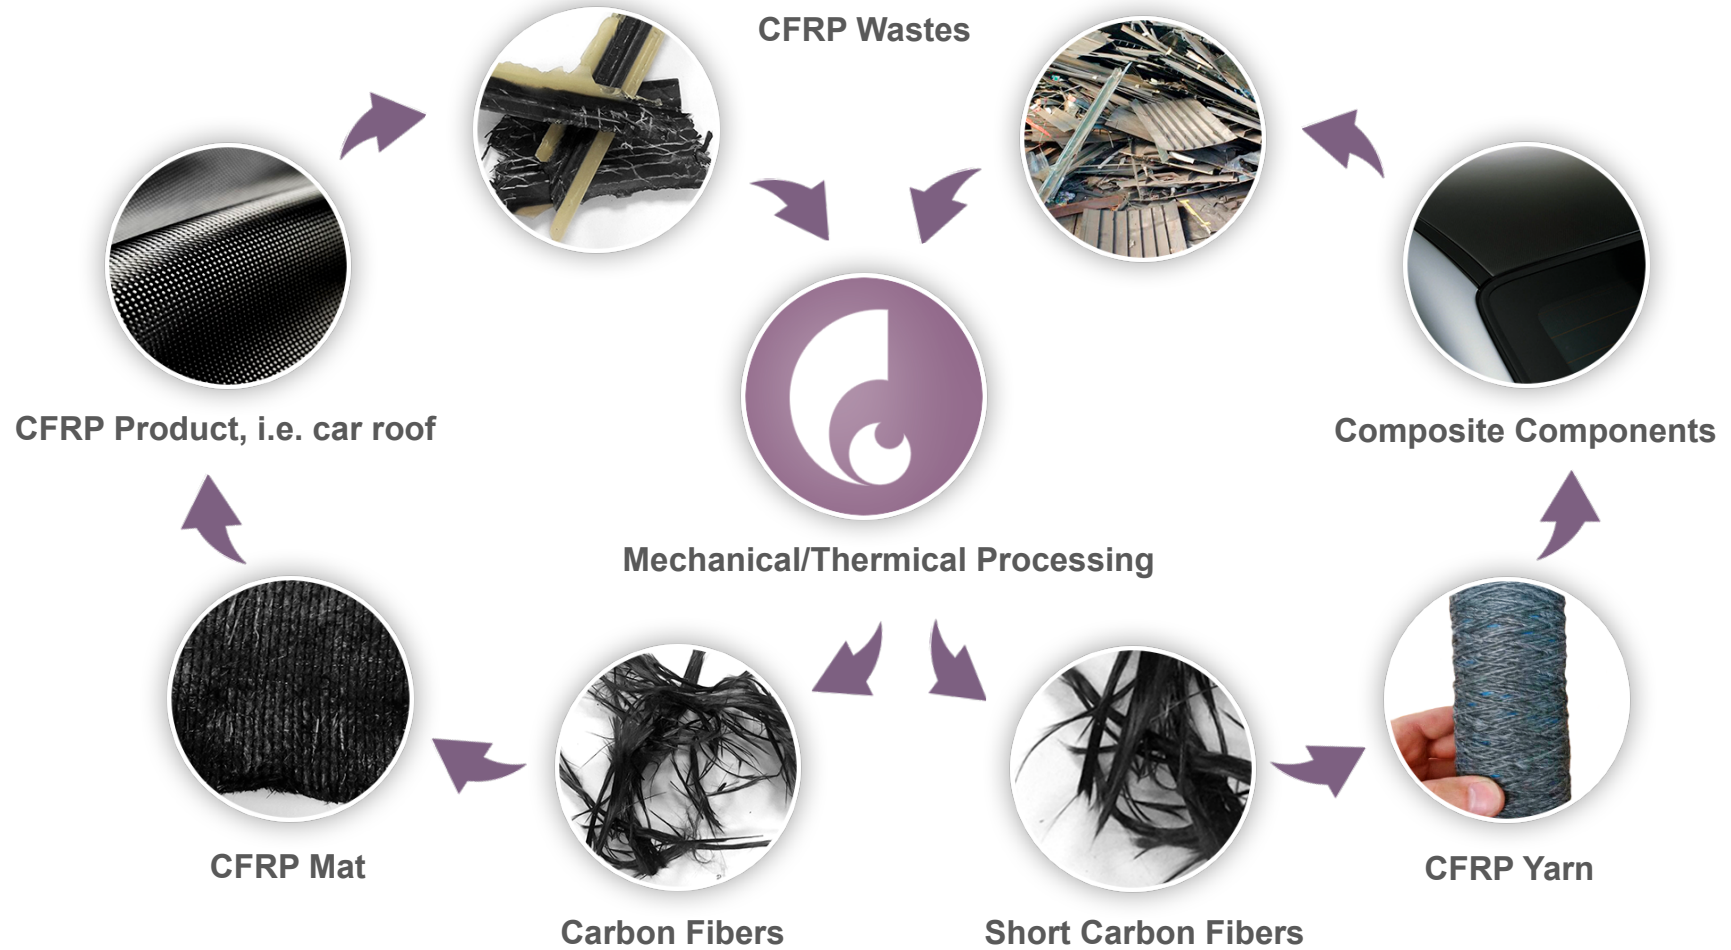 CFRP Wastes
CFRP Product, i.e. car roof
Composite Components
Mechanical/Thermical Processing
CFRP Mat
CFRP Yarn
Carbon Fibers
Short Carbon Fibers